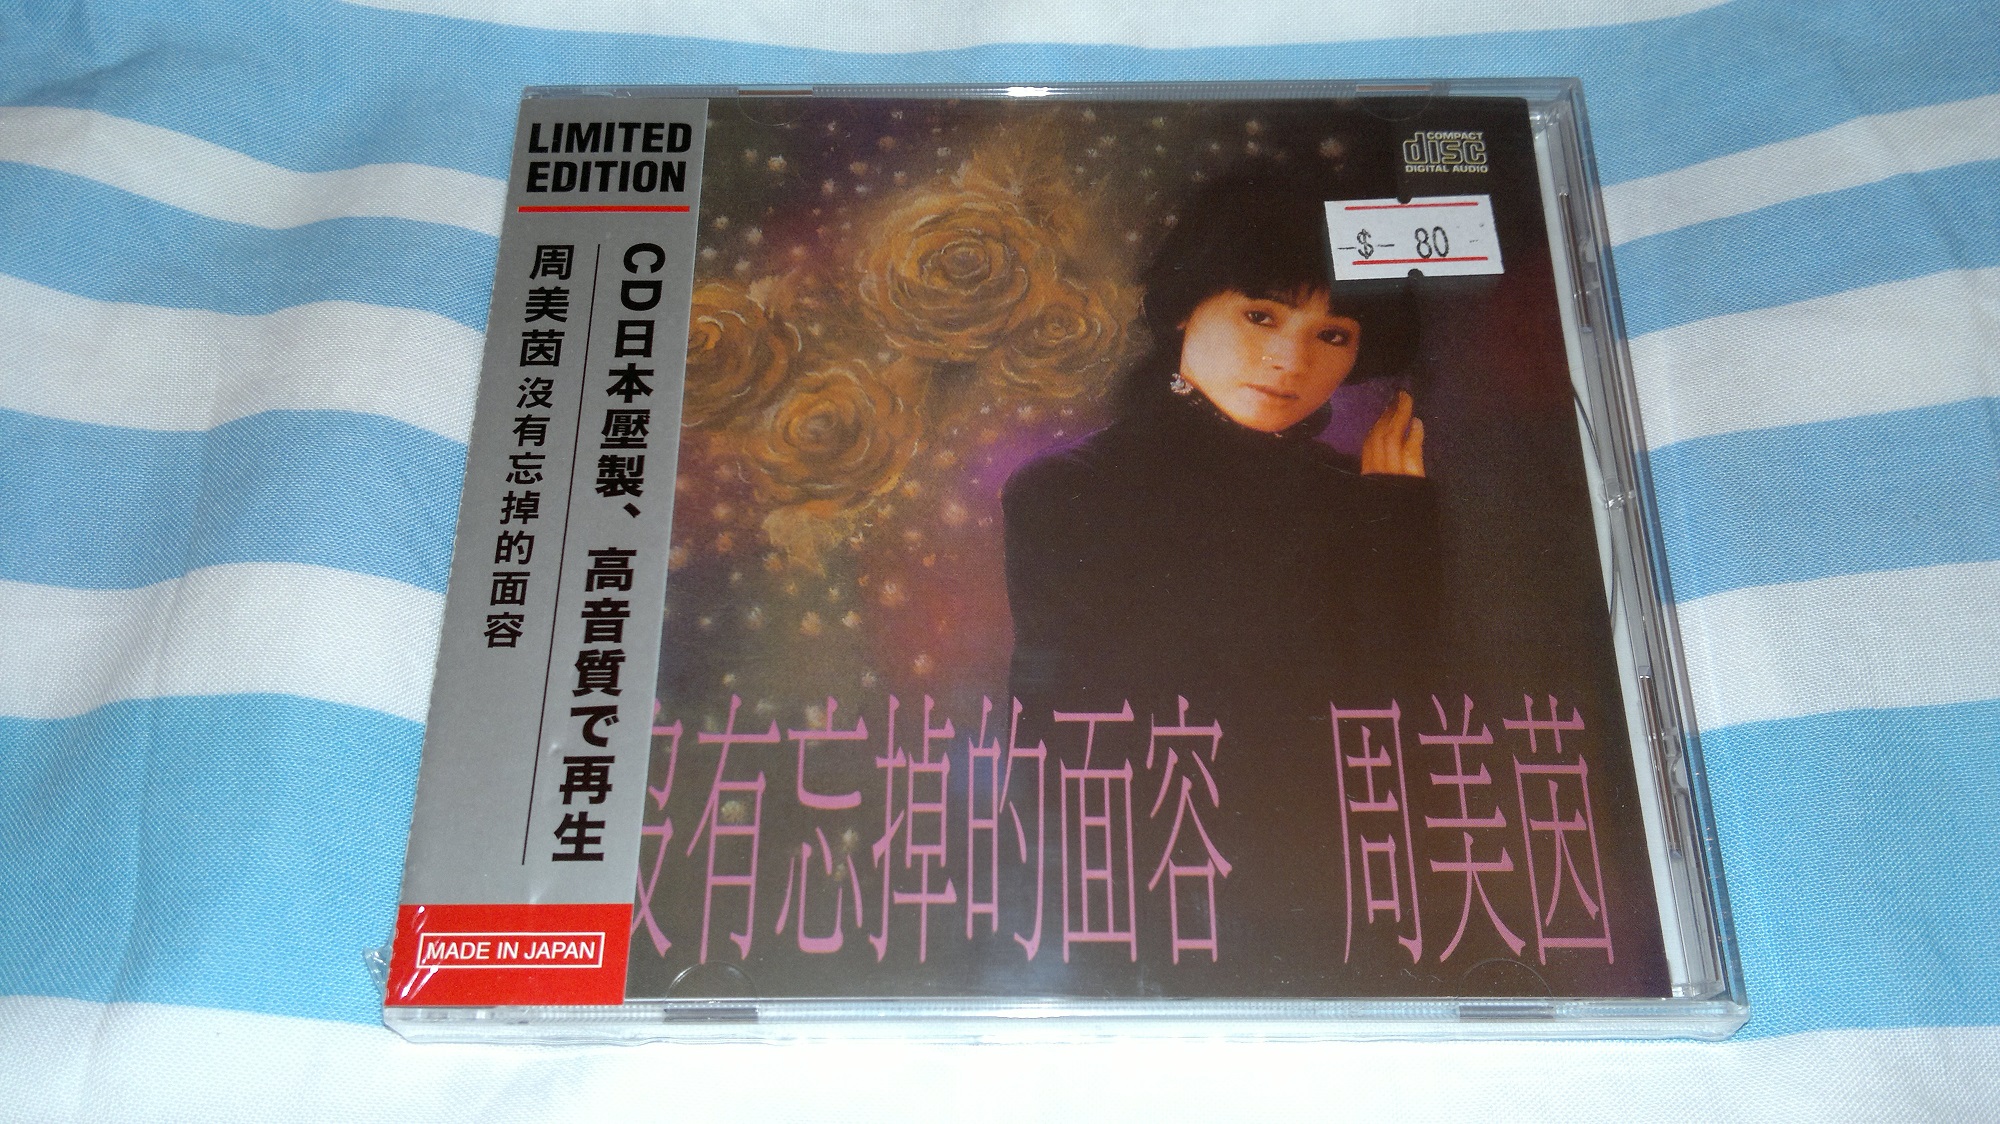 LIMITED
EDITION
CD日本壓製、高音質で再生
周美茵 沒有忘掉的面容
MADE IN JAPAN
COMPACT
disc
DIGITAL AUDIO
-$- 80 -
沒有忘掉的面容 周美茵